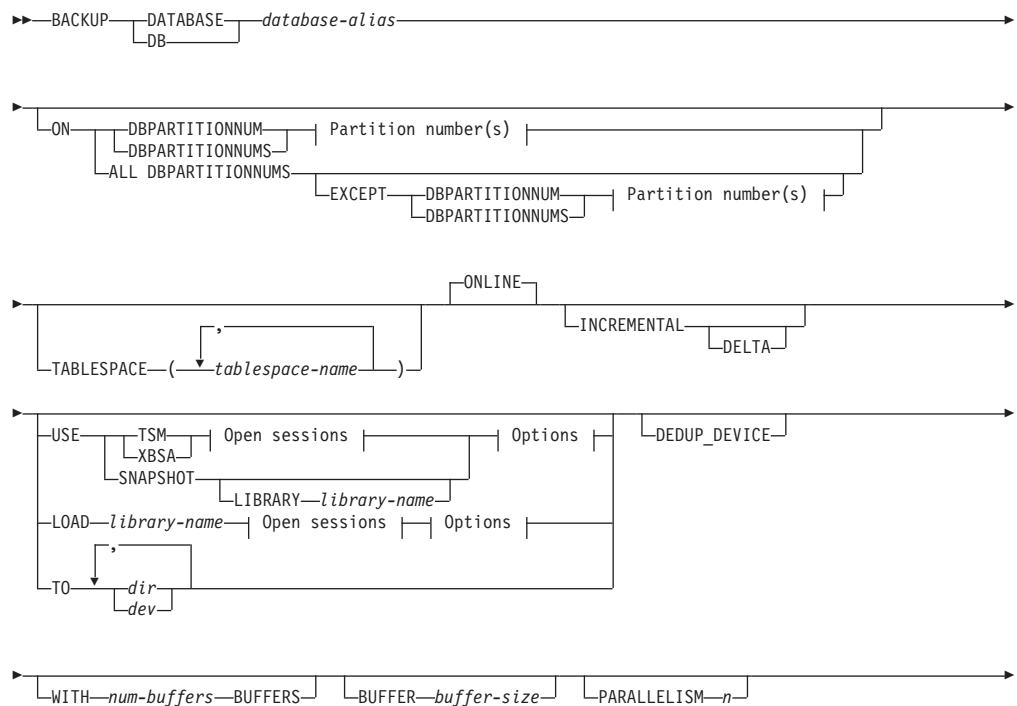 BACKUP DATABASE database-alias
DB
ON DBPARTITIONNUM Partition number(s)
DBPARTITIONNUMS
ALL DBPARTITIONNUMS
EXCEPT DBPARTITIONNUM Partition number(s)
DBPARTITIONNUMS
ONLINE
INCREMENTAL
DELTA
,
TABLESPACE ( tablespace-name )
USE TSM Open sessions Options DEDUP_DEVICE
XBSA
SNAPSHOT
LIBRARY library-name
LOAD library-name Open sessions Options
,
TO dir
dev
WITH num-buffers BUFFERS BUFFER buffer-size PARALLELISM n